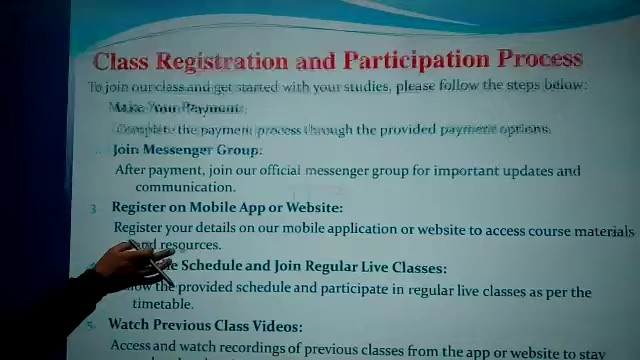 Class Registration and Participation Process
To join our class and get started with your studies, please follow the steps below:
Make Your Payment:
Complete the payment process through the provided payment options.
Join Messenger Group:
After payment, join our official messenger group for important updates and
communication.
3. Register on Mobile App or Website:
Register your details on our mobile application or website to access course materials
and resources.
Schedule and Join Regular Live Classes:
the provided schedule and participate in regular live classes as per the
timetable.
5. Watch Previous Class Videos:
Access and watch recordings of previous classes from the app or website to stay